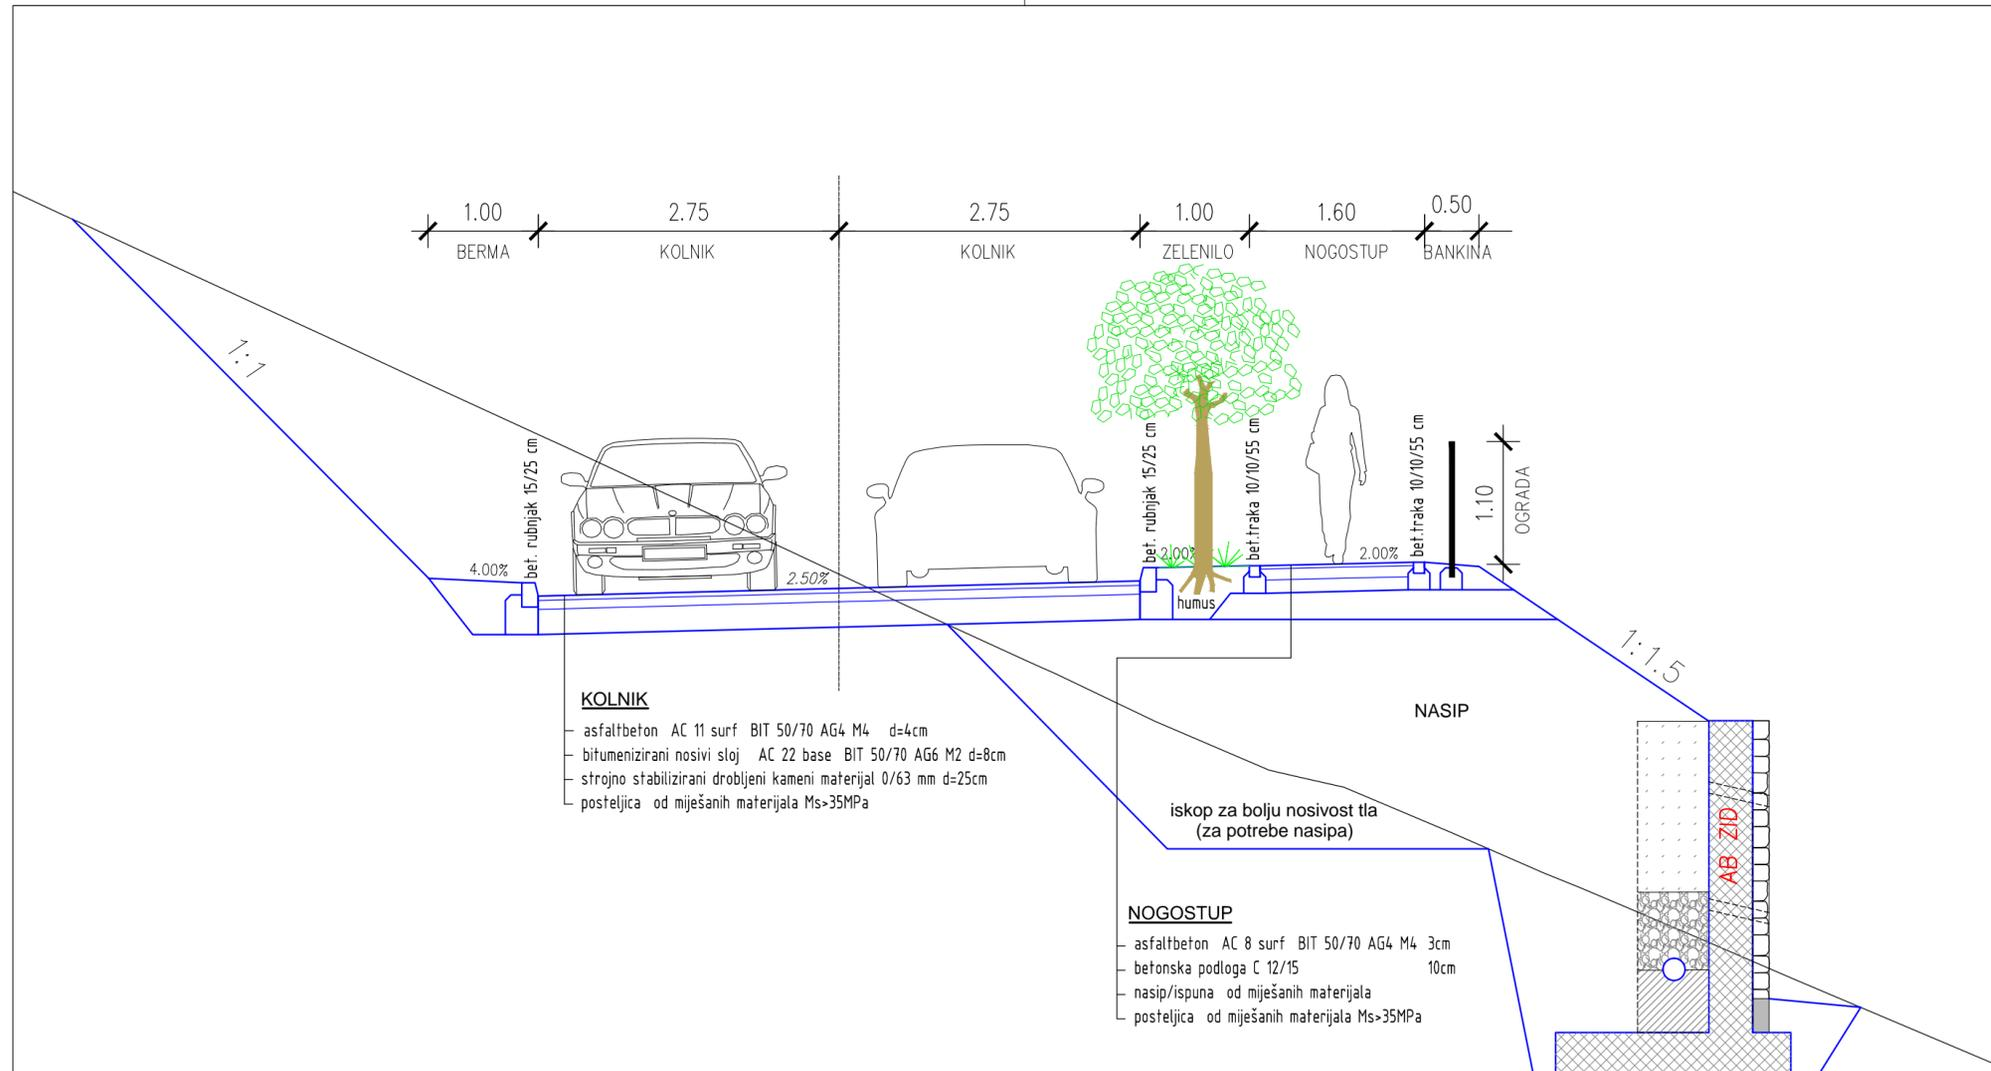 1.00 2.75 2.75 1.00 1.60 0.50
BERMA KOLNIK KOLNIK ZELENILO NOGOSTUP BANKINA
1:1
bet. rubnjak 15/25 cm
bet. rubnjak 15/25 cm
bet.traka 10/10/55 cm
bet.traka 10/10/55 cm
1.10
OGRADA
4.00%
2.50%
2.00%
2.00%
humus
1:1.5
KOLNIK
asfaltbeton AC 11 surf BIT 50/70 AG4 M4 d=4cm
bitumenizirani nosivi sloj AC 22 base BIT 50/70 AG6 M2 d=8cm
strojno stabilizirani drobljeni kameni materijal 0/63 mm d=25cm
posteljica od miješanih materijala Ms>35MPa
NASIP
iskop za bolju nosivost tla
(za potrebe nasipa)
AB ZID
NOGOSTUP
asfaltbeton AC 8 surf BIT 50/70 AG4 M4 3cm
betonska podloga C 12/15 10cm
nasip/ispuna od miješanih materijala
posteljica od miješanih materijala Ms>35MPa